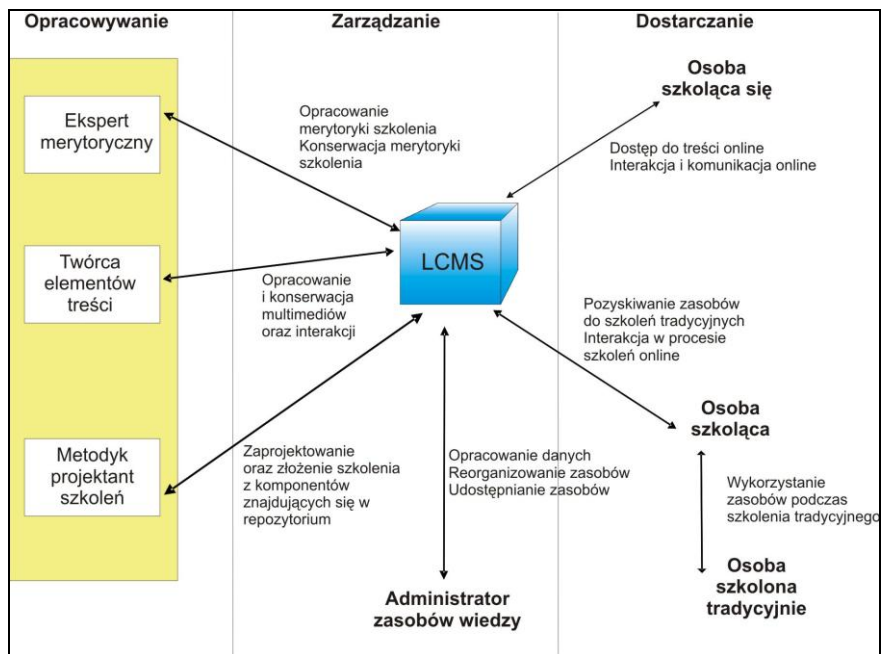 Opracowywanie
Zarządzanie
Dostarczanie
Ekspert
merytoryczny
Opracowanie
merytoryki szkolenia
Konserwacja merytoryki
szkolenia
Osoba
szkoląca się
Dostęp do treści online
Interakcja i komunikacja online
LCMS
Twórca
elementów
treści
Opracowanie
i konserwacja
multimediów
oraz interakcji
Pozyskiwanie zasobów
do szkoleń tradycyjnych
Interakcja w procesie
szkoleń online
Metodyk
projektant
szkoleń
Zaprojektowanie
oraz złożenie szkolenia
z komponentów
znajdujących się w
repozytorium
Opracowanie danych
Reorganizowanie zasobów
Udostępnianie zasobów
Osoba
szkoląca
Wykorzystanie
zasobów podczas
szkolenia tradycyjnego
Administrator
zasobów wiedzy
Osoba
szkolona
tradycyjnie